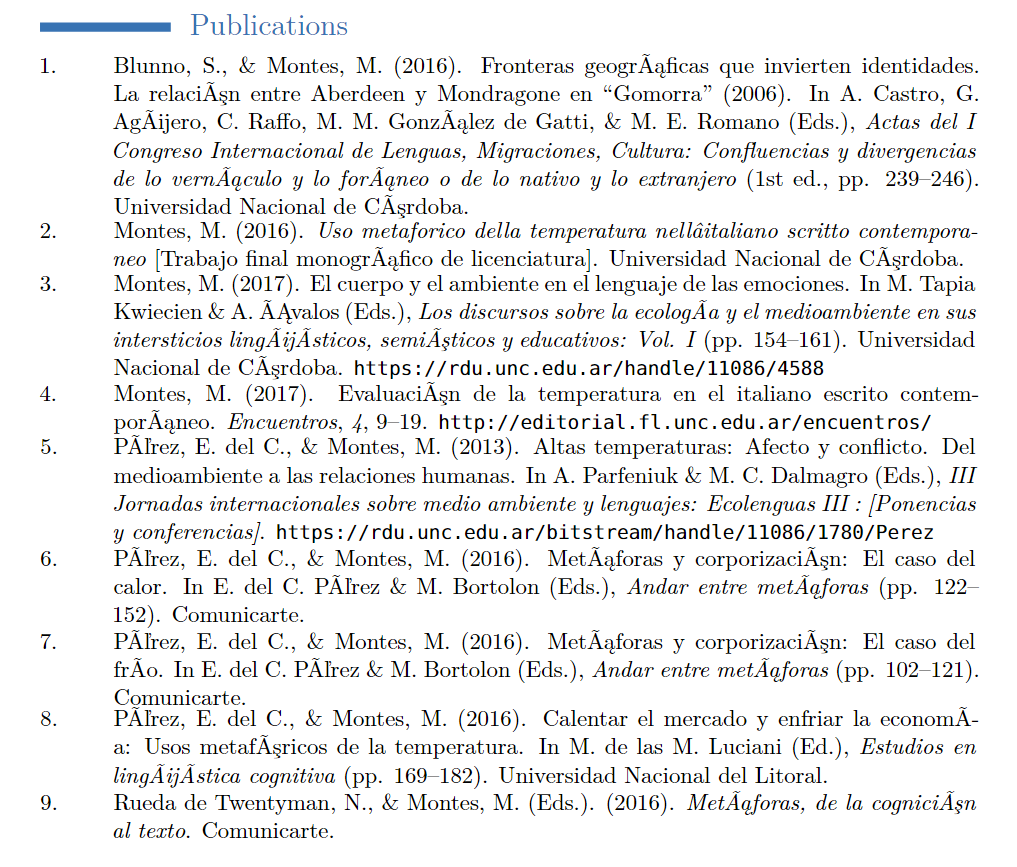 Publications
1. Blunno, S., & Montes, M. (2016). Fronteras geogrÃąficas que invierten identidades.
La relaciÃşn entre Aberdeen y Mondragone en “Gomorra” (2006). In A. Castro, G.
AgÃijero, C. Raffo, M. M. GonzÃąlez de Gatti, & M. E. Romano (Eds.), Actas del I
Congreso Internacional de Lenguas, Migraciones, Cultura: Confluencias y divergencias
de lo vernÃąculo y lo forÃąneo o de lo nativo y lo extranjero (1st ed., pp. 239–246).
Universidad Nacional de CÃşrdoba.
2. Montes, M. (2016). Uso metaforico della temperatura nellâitaliano scritto contempora-
neo [Trabajo final monogrÃąfico de licenciatura]. Universidad Nacional de CÃşrdoba.
3. Montes, M. (2017). El cuerpo y el ambiente en el lenguaje de las emociones. In M. Tapia
Kwiecien & A. ÃĄvalos (Eds.), Los discursos sobre la ecologÃa y el medioambiente en sus
intersticios lingÃijÃsticos, semiÃşticos y educativos: Vol. I (pp. 154–161). Universidad
Nacional de CÃşrdoba. https://rdu.unc.edu.ar/handle/11086/4588
4. Montes, M. (2017). EvaluaciÃşn de la temperatura en el italiano escrito contem-
porÃąneo. Encuentros, 4, 9–19. http://editorial.fl.unc.edu.ar/encuentros/
5. PÃľrez, E. del C., & Montes, M. (2013). Altas temperaturas: Afecto y conflicto. Del
medioambiente a las relaciones humanas. In A. Parfeniuk & M. C. Dalmagro (Eds.), III
Jornadas internacionales sobre medio ambiente y lenguajes: Ecolenguas III : [Ponencias
y conferencias]. https://rdu.unc.edu.ar/bitstream/handle/11086/1780/Perez
6. PÃľrez, E. del C., & Montes, M. (2016). MetÃąforas y corporizaciÃşn: El caso del
calor. In E. del C. PÃľrez & M. Bortolon (Eds.), Andar entre metÃąforas (pp. 122–
152). Comunicarte.
7. PÃľrez, E. del C., & Montes, M. (2016). MetÃąforas y corporizaciÃşn: El caso del
frÃo. In E. del C. PÃľrez & M. Bortolon (Eds.), Andar entre metÃąforas (pp. 102–121).
Comunicarte.
8. PÃľrez, E. del C., & Montes, M. (2016). Calentar el mercado y enfriar la economÃ-
a: Usos metafÃşricos de la temperatura. In M. de las M. Luciani (Ed.), Estudios en
lingÃijÃstica cognitiva (pp. 169–182). Universidad Nacional del Litoral.
9. Rueda de Twentyman, N., & Montes, M. (Eds.). (2016). MetÃąforas, de la cogniciÃşn
al texto. Comunicarte.